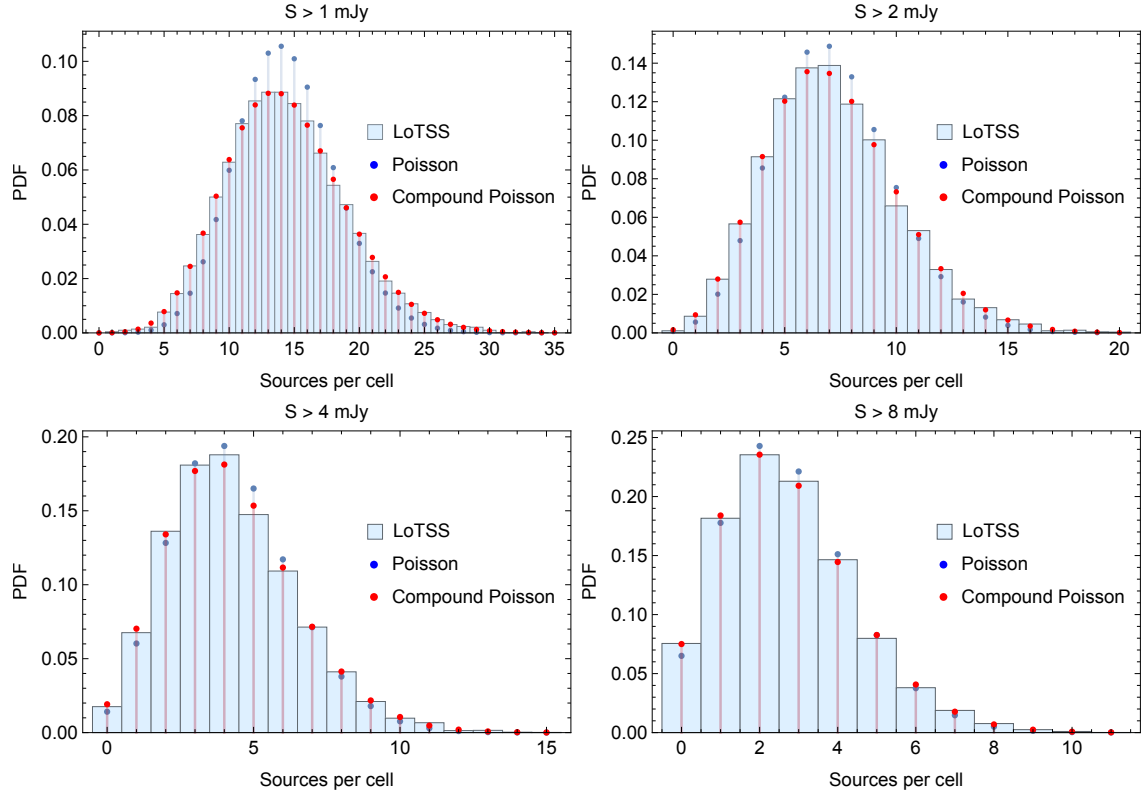 S > 1 mJy
PDF
0.10
0.08
0.06
0.04
0.02
0.00
LoTSS
Poisson
Compound Poisson
0 5 10 15 20 25 30 35
Sources per cell
S > 2 mJy
PDF
0.14
0.12
0.10
0.08
0.06
0.04
0.02
0.00
LoTSS
Poisson
Compound Poisson
0 5 10 15 20
Sources per cell
S > 4 mJy
PDF
0.20
0.15
0.10
0.05
0.00
LoTSS
Poisson
Compound Poisson
0 5 10 15
Sources per cell
S > 8 mJy
PDF
0.25
0.20
0.15
0.10
0.05
0.00
LoTSS
Poisson
Compound Poisson
0 2 4 6 8 10
Sources per cell